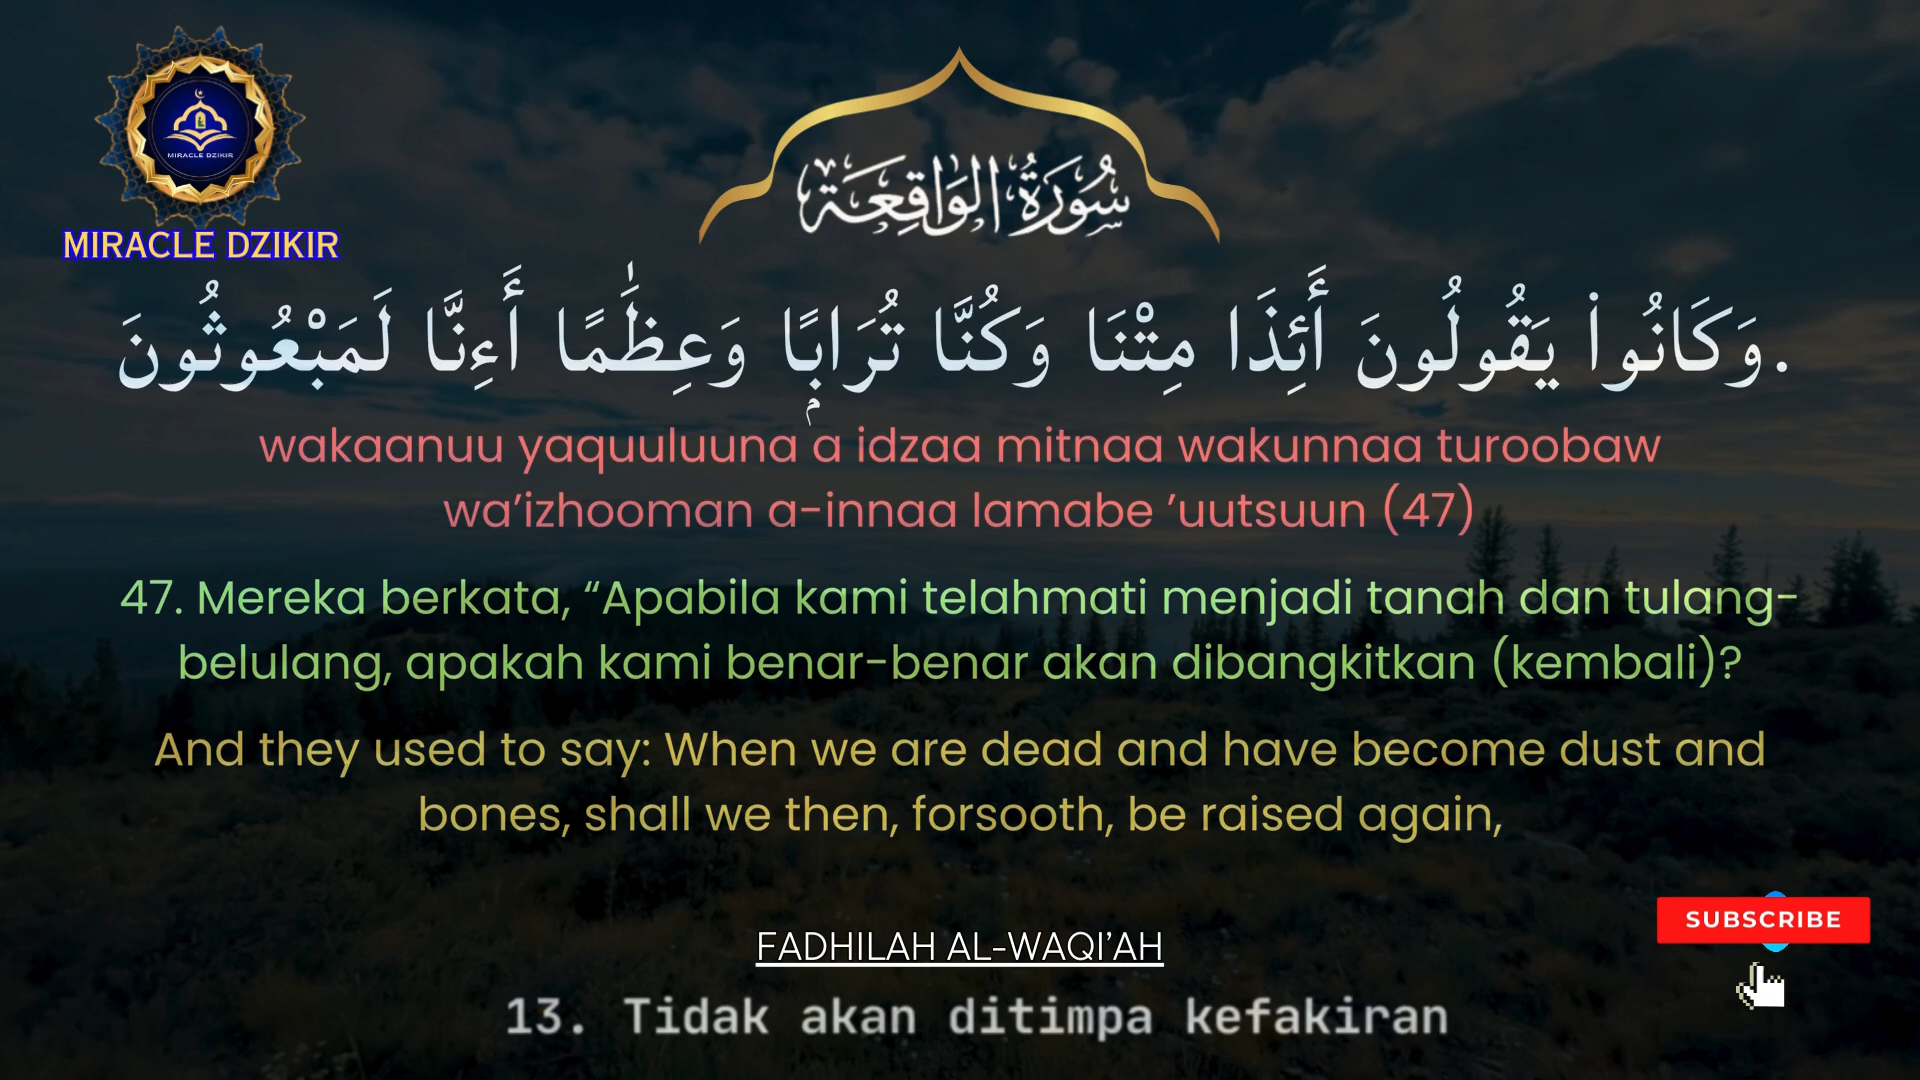 MIRACLE DZIKIR
MIRACLE DZIKIR
سُورَةُ الوَاقِعَة
.وَكَانُوا۟ يَقُولُونَ أَئِذَا مِتْنَا وَكُنَّا تُرَابًۭا وَعِظَٰمًا أَءِنَّا لَمَبْعُوثُونَ
wakaanuu yaquuluuna a idzaa mitnaa wakunnaa turoobaw
wa’izhooman a-innaa lamabe ’uutsuun (47)
47. Mereka berkata, “Apabila kami telahmati menjadi tanah dan tulang-
belulang, apakah kami benar-benar akan dibangkitkan (kembali)?
And they used to say: When we are dead and have become dust and
bones, shall we then, forsooth, be raised again,
SUBSCRIBE
FADHILAH AL-WAQI’AH
13. Tidak akan ditimpa kefakiran